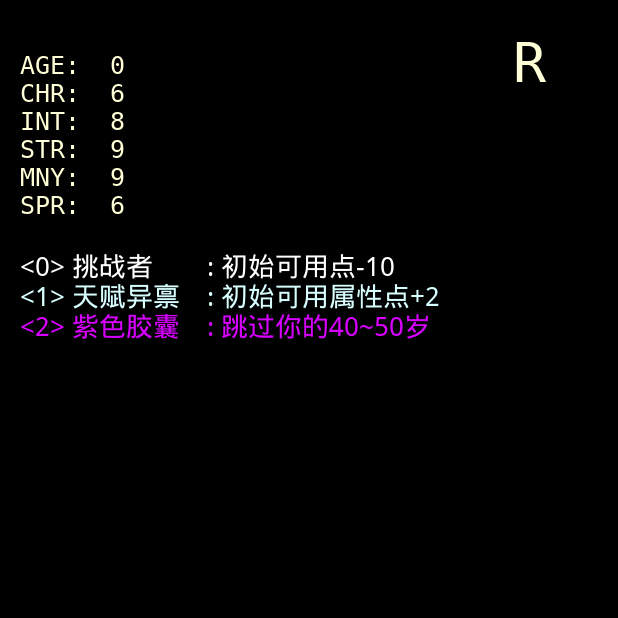 R
AGE: 0
CHR: 6
INT: 8
STR: 9
MNY: 9
SPR: 6
<0> 挑战者 : 初始可用点-10
<1> 天赋异禀 : 初始可用属性点+2
<2> 紫色胶囊 : 跳过你的40~50岁